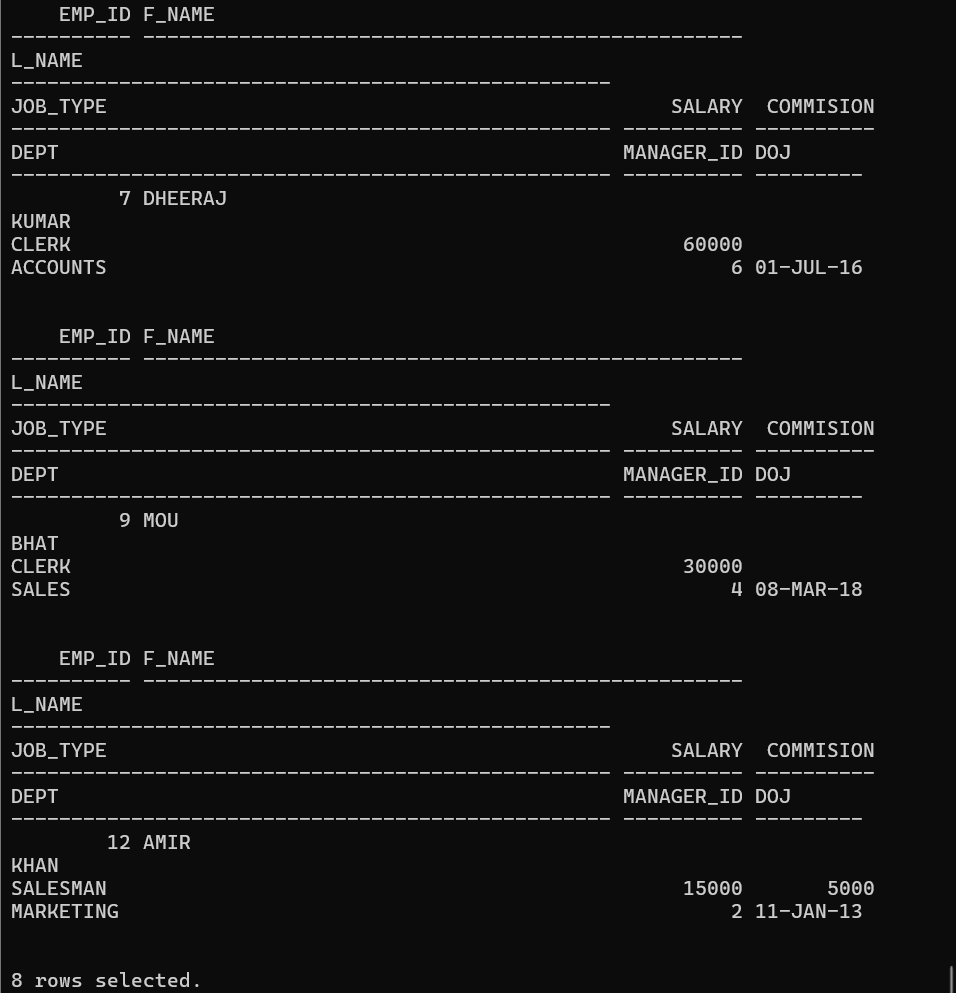 EMP_ID F_NAME
---------- --------------------------------------------------
L_NAME
--------------------------------------------------
JOB_TYPE                                               SALARY  COMMISION
-------------------------------------------------- ---------- ----------
DEPT                                               MANAGER_ID DOJ
-------------------------------------------------- ---------- ---------
         7 DHEERAJ
KUMAR
CLERK                                                   60000
ACCOUNTS                                                    6 01-JUL-16
    EMP_ID F_NAME
---------- --------------------------------------------------
L_NAME
--------------------------------------------------
JOB_TYPE                                               SALARY  COMMISION
-------------------------------------------------- ---------- ----------
DEPT                                               MANAGER_ID DOJ
-------------------------------------------------- ---------- ---------
         9 MOU
BHAT
CLERK                                                   30000
SALES                                                       4 08-MAR-18
    EMP_ID F_NAME
---------- --------------------------------------------------
L_NAME
--------------------------------------------------
JOB_TYPE                                               SALARY  COMMISION
-------------------------------------------------- ---------- ----------
DEPT                                               MANAGER_ID DOJ
-------------------------------------------------- ---------- ---------
        12 AMIR
KHAN
SALESMAN                                                15000       5000
MARKETING                                                   2 11-JAN-13
8 rows selected.